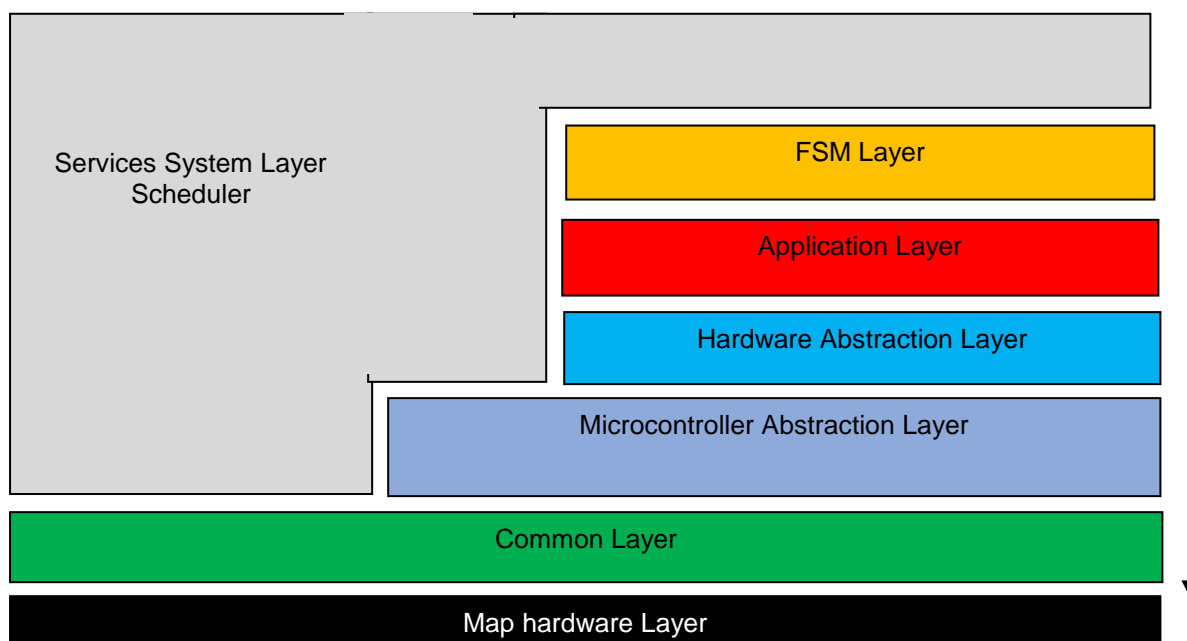 FSM Layer
Services System Layer
Scheduler
Application Layer
Hardware Abstraction Layer
Microcontroller Abstraction Layer
Common Layer
Map hardware Layer